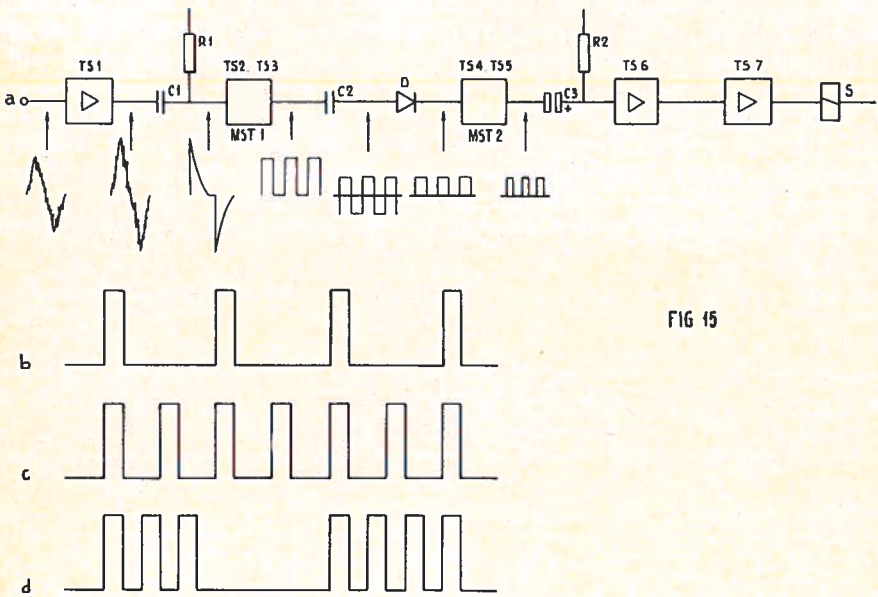 R1
R2
TS1
TS2, TS3
TS4, TS5
TS6
TS7
a
C1
C2
D
C3
S
+
MST 1
MST 2
b
FIG 15
c
d